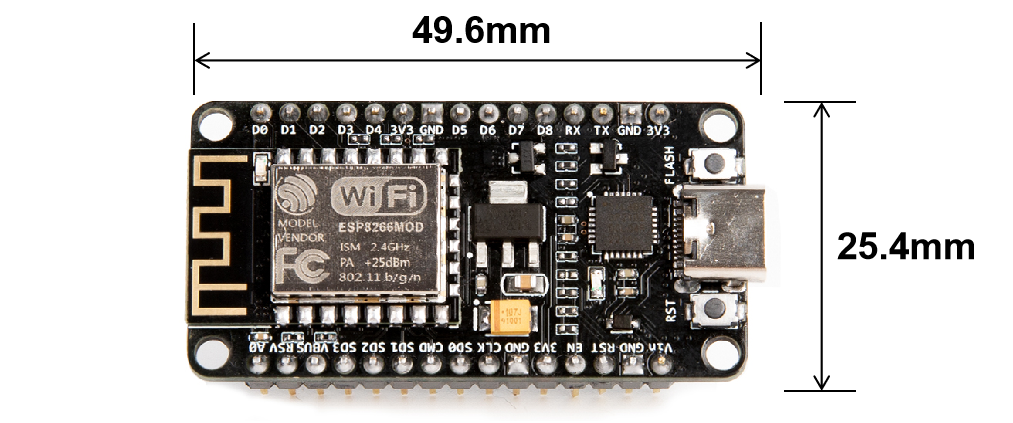 49.6mm
D0 D1 D2 D3 D4 3V3 GND D5 D6 D7 D8 RX TX GND 3V3
FLASH
WiFi
MODEL
VENDOR
ESP8266MOD
ISM 2.4GHz
PA +25dBm
802.11 b/g/n
FC
25.4mm
107J
RST
A0 RSV VBUS SD3 SD2 SD1 CMD SD0 CLK GND 3V3 EN RST GND Vin